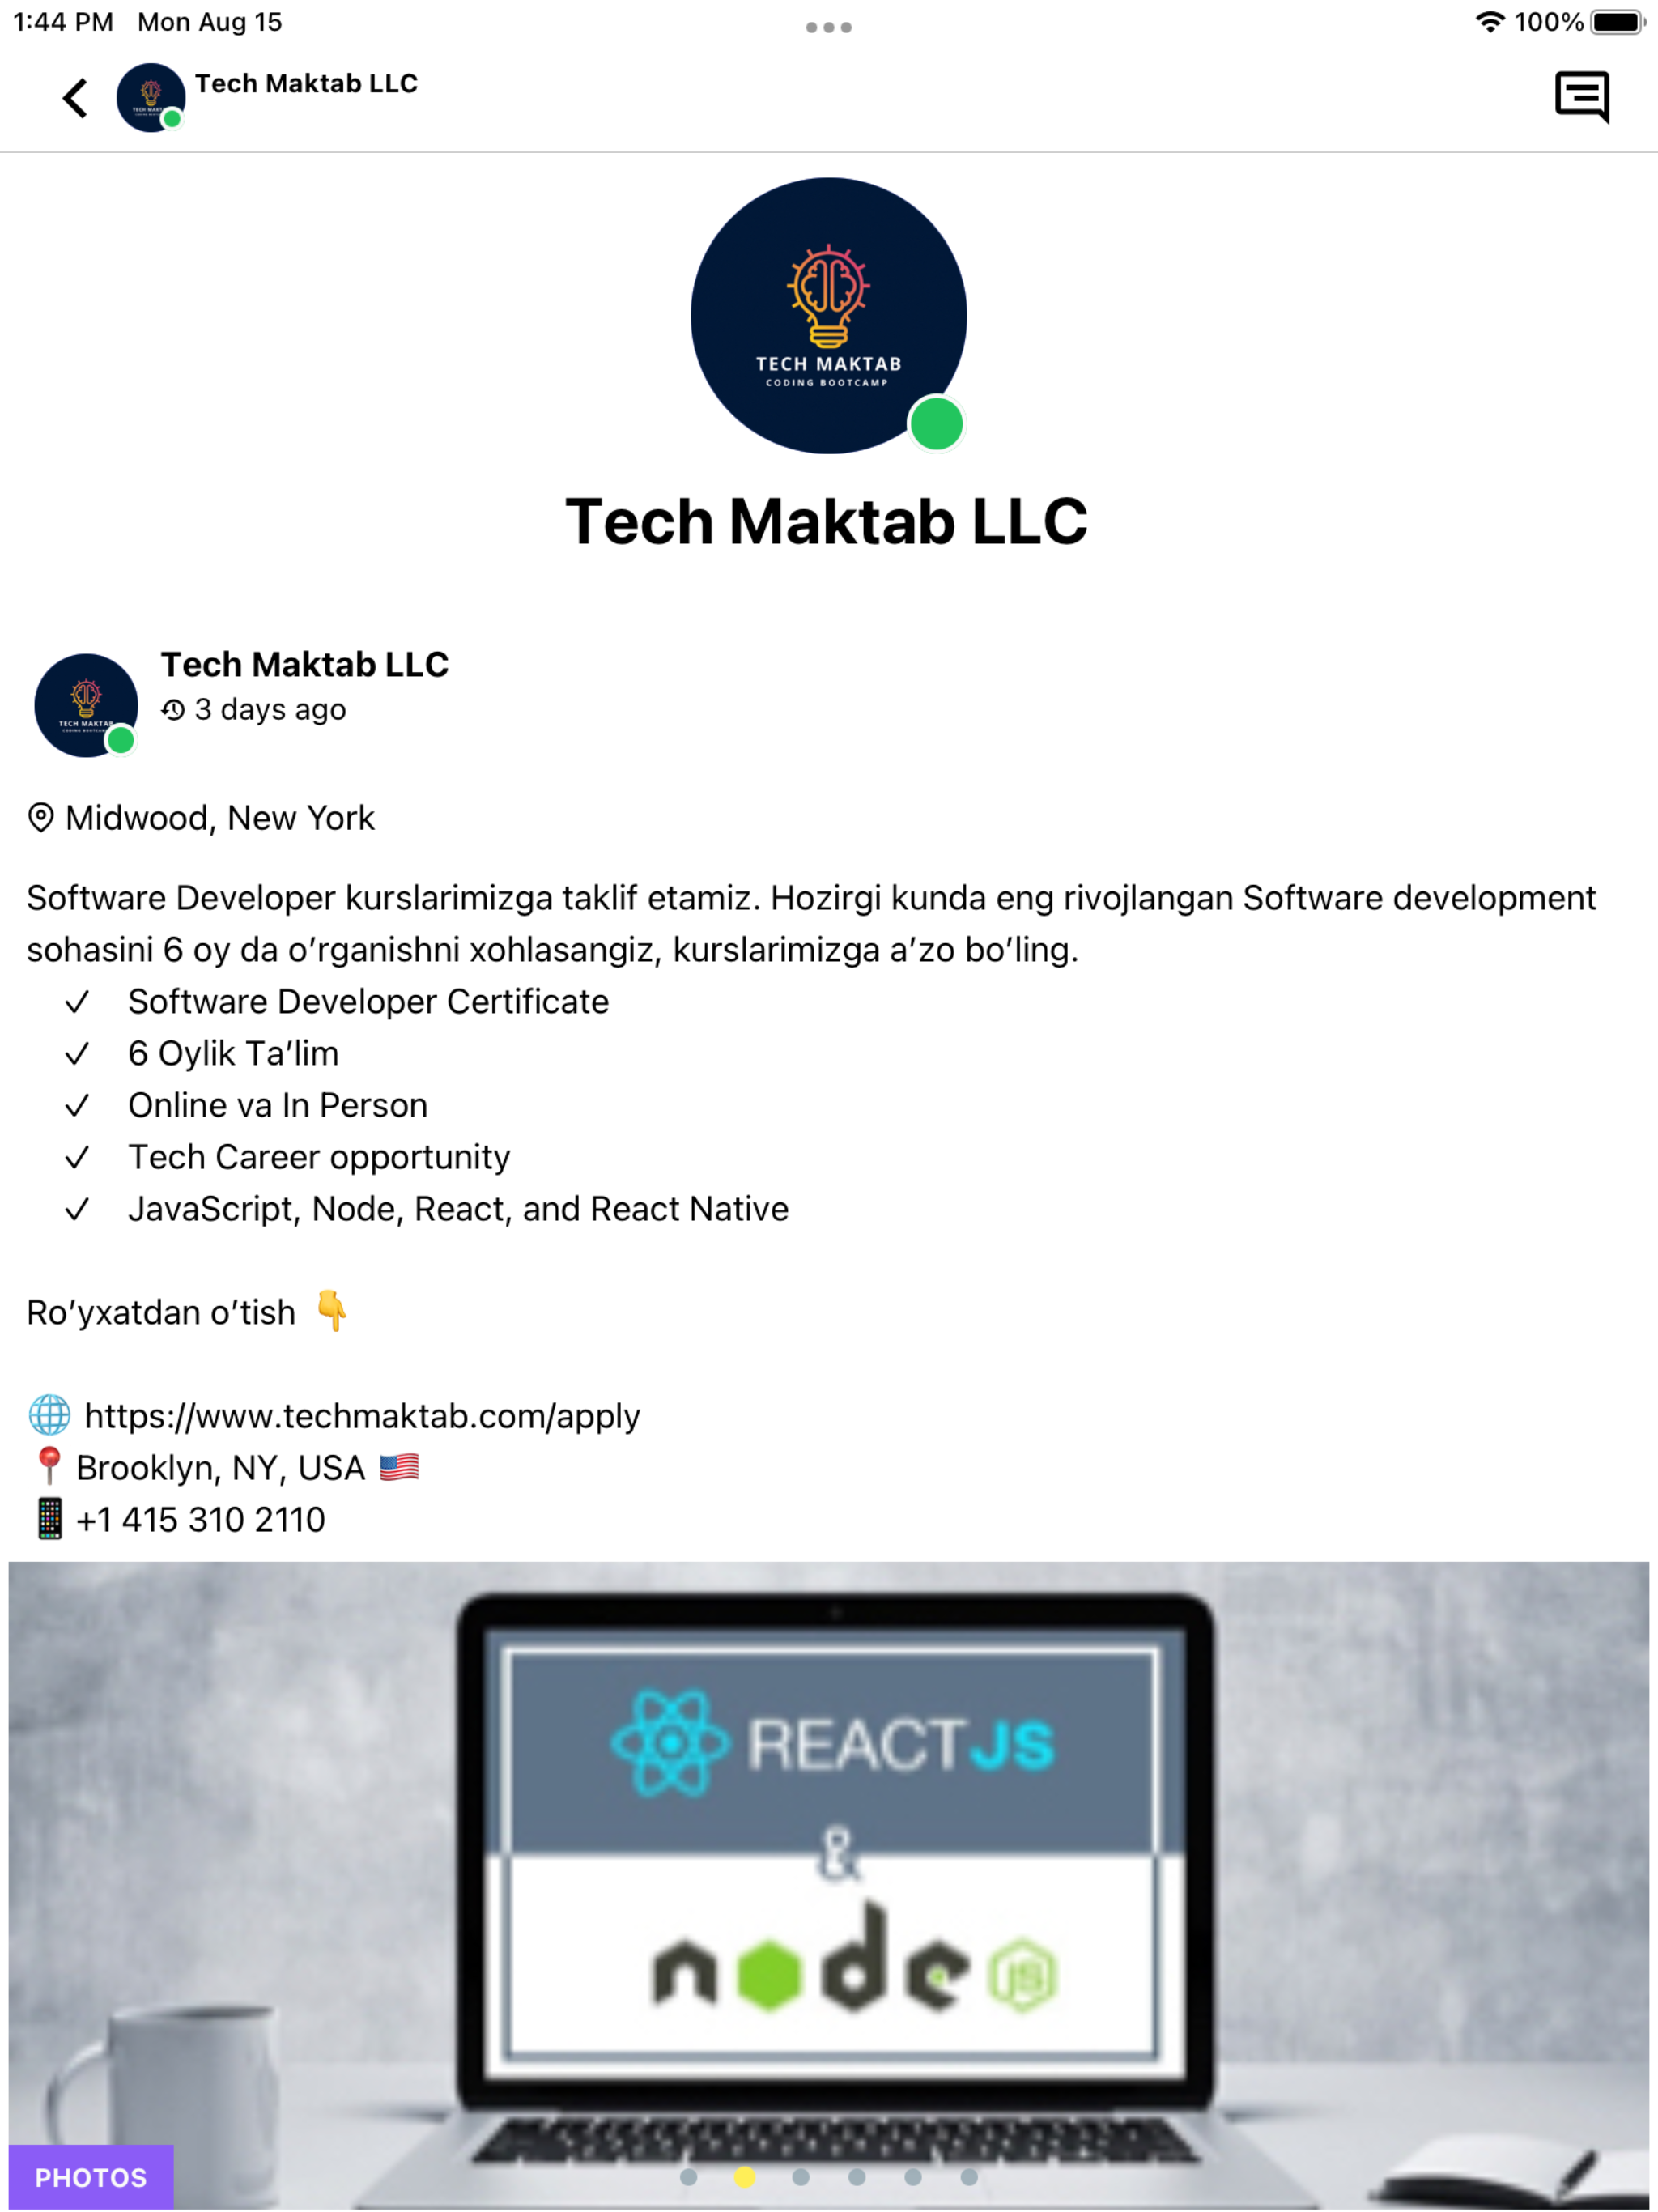 1:44 PM Mon Aug 15
100%
Tech Maktab LLC
TECH MAKTAB
CODING BOOTCAMP
Tech Maktab LLC
Tech Maktab LLC
3 days ago
Midwood, New York
Software Developer kurslarimizga taklif etamiz. Hozirgi kunda eng rivojlangan Software development
sohasini 6 oy da o’rganishni xohlasangiz, kurslarimizga a’zo bo’ling.
✓ Software Developer Certificate
✓ 6 Oylik Ta’lim
✓ Online va In Person
✓ Tech Career opportunity
✓ JavaScript, Node, React, and React Native
Ro’yxatdan o’tish 👇
🌐 https://www.techmaktab.com/apply
📍 Brooklyn, NY, USA 🇺🇸
📱 +1 415 310 2110
REACTJS
&
node JS
PHOTOS